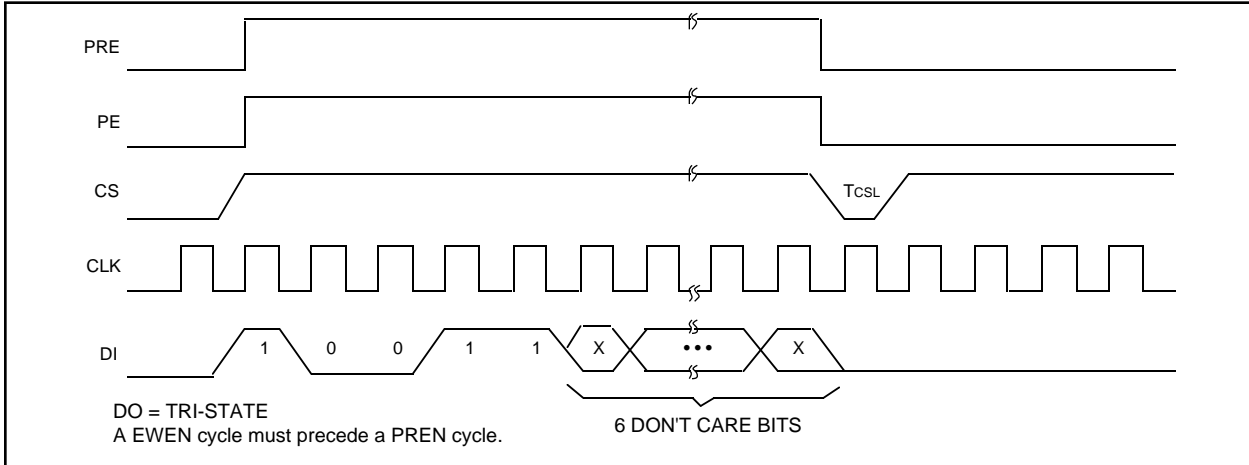 PRE
PE
CS
TCSL
CLK
DI
1 0 0 1 1 X ••• X
DO = TRI-STATE
A EWEN cycle must precede a PREN cycle.
6 DON'T CARE BITS